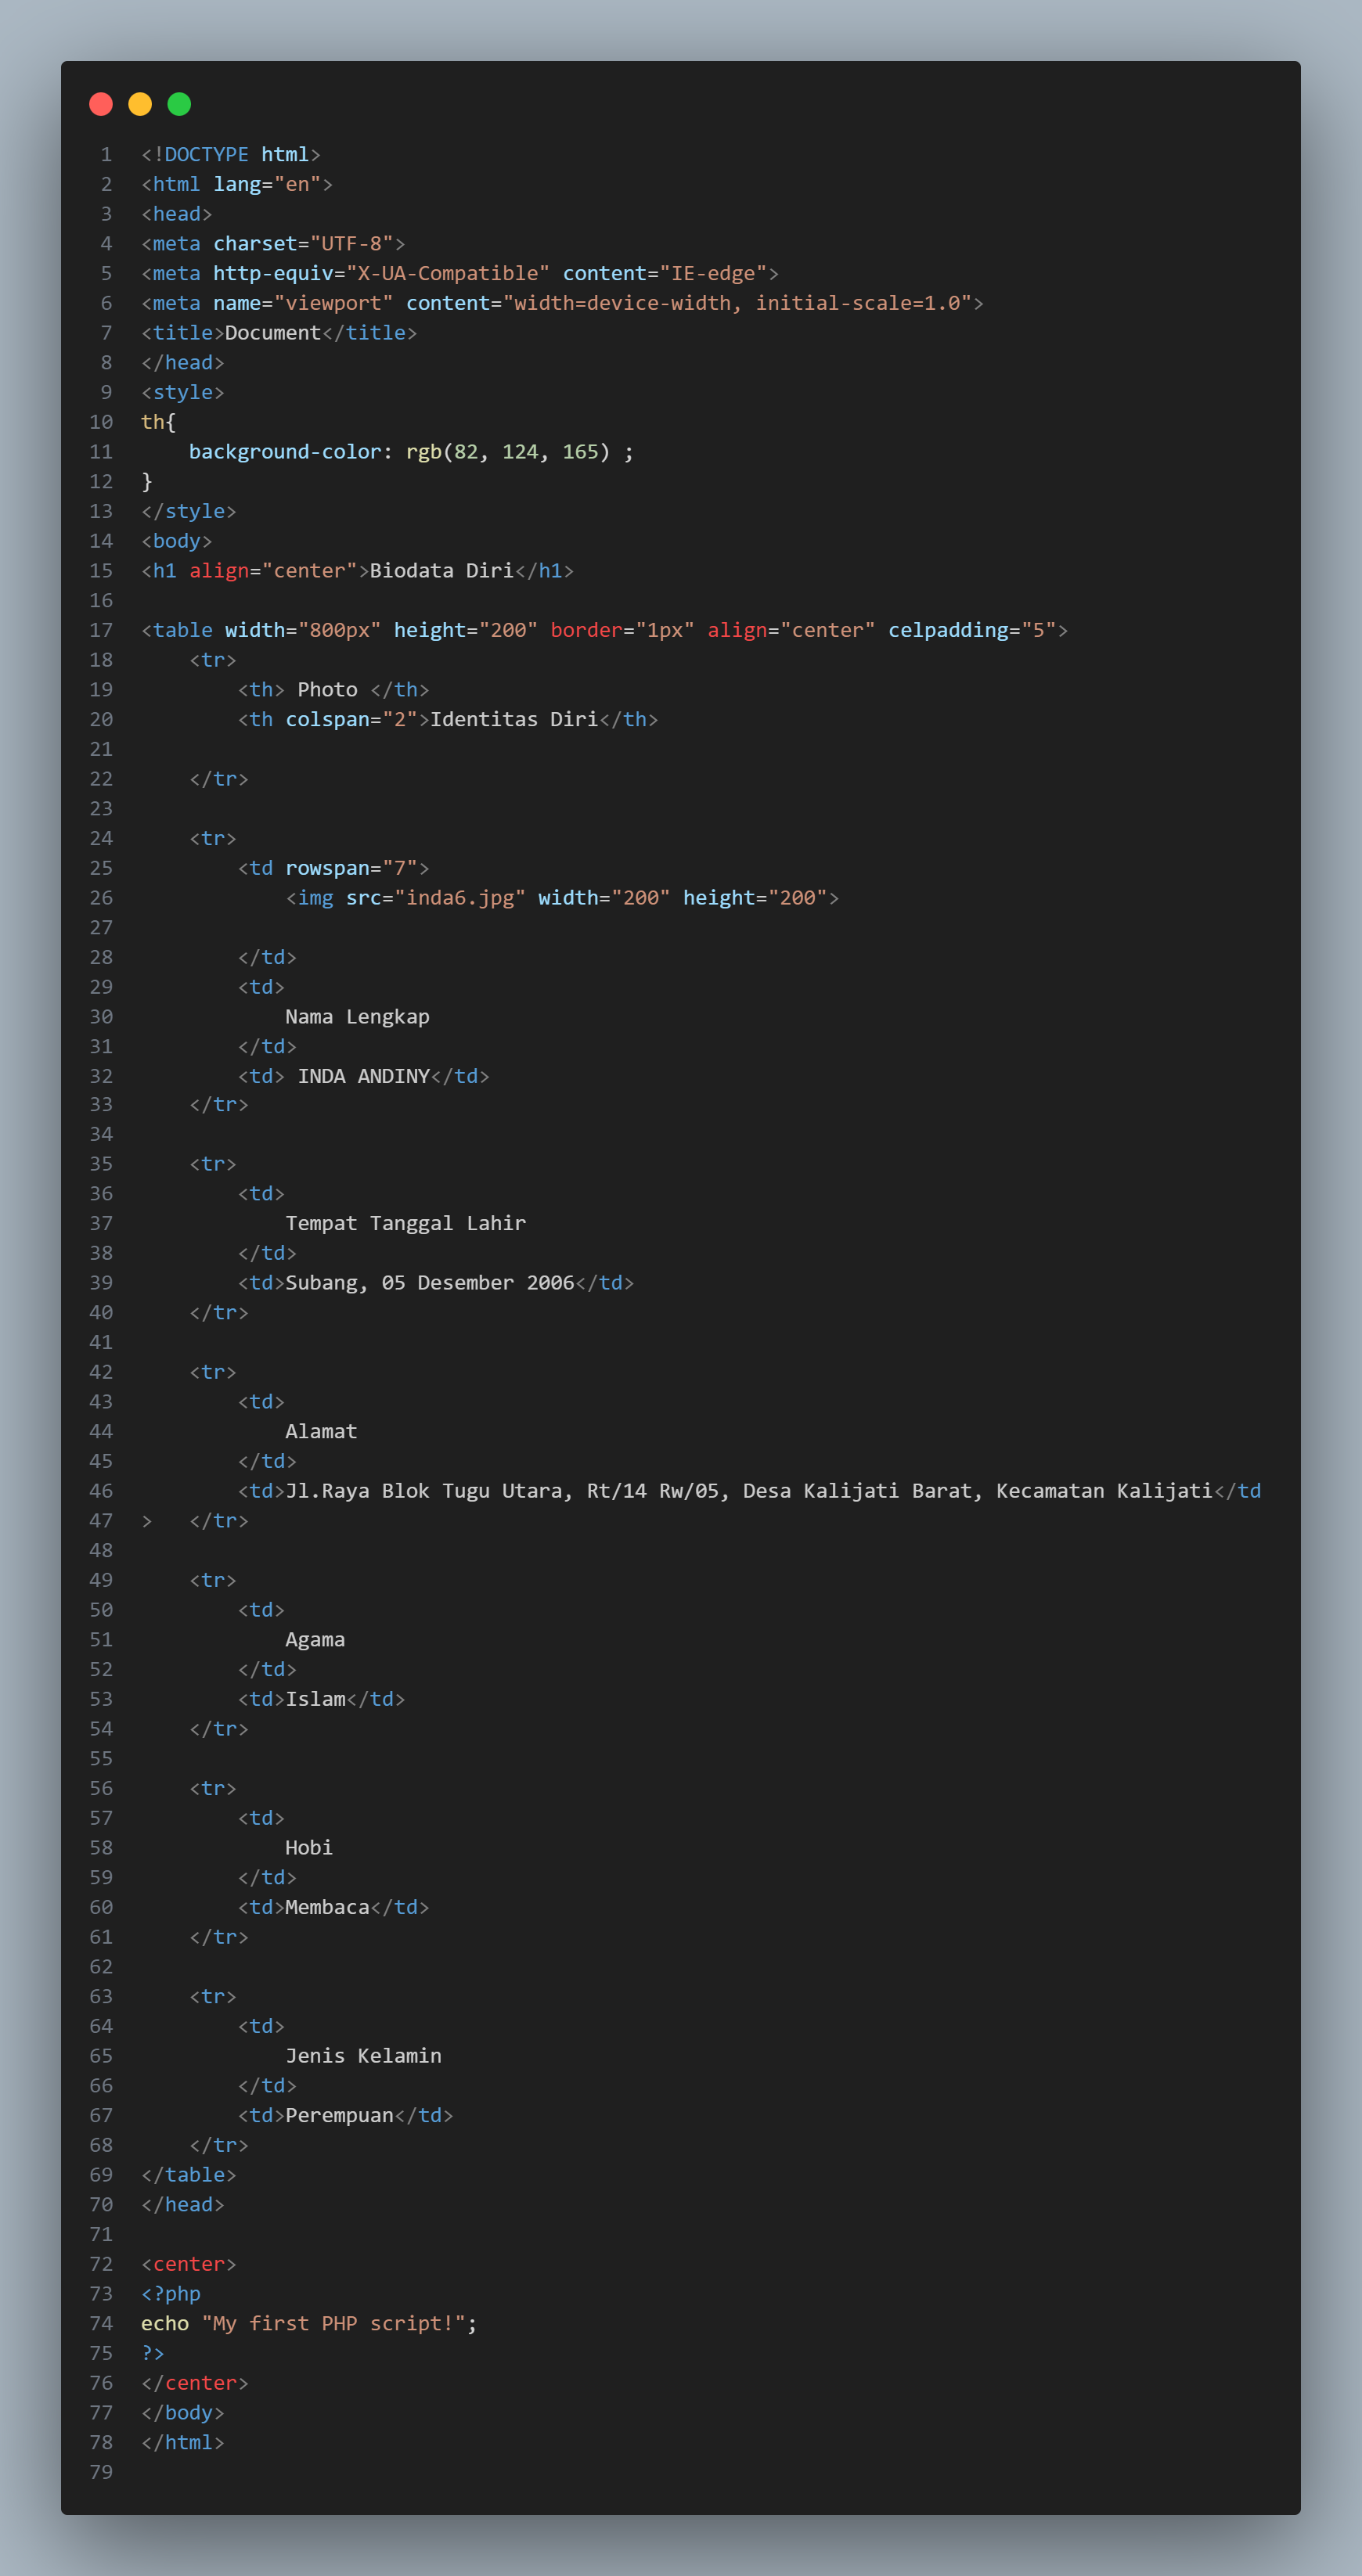 1 <!DOCTYPE html>
2 <html lang="en">
3 <head>
4 <meta charset="UTF-8">
5 <meta http-equiv="X-UA-Compatible" content="IE-edge">
6 <meta name="viewport" content="width=device-width, initial-scale=1.0">
7 <title>Document</title>
8 </head>
9 <style>
10 th{
11     background-color: rgb(82, 124, 165) ;
12 }
13 </style>
14 <body>
15 <h1 align="center">Biodata Diri</h1>
16
17 <table width="800px" height="200" border="1px" align="center" celpadding="5">
18     <tr>
19         <th> Photo </th>
20         <th colspan="2">Identitas Diri</th>
21
22     </tr>
23
24     <tr>
25         <td rowspan="7">
26             <img src="inda6.jpg" width="200" height="200">
27
28         </td>
29         <td>
30             Nama Lengkap
31         </td>
32         <td> INDA ANDINY</td>
33     </tr>
34
35     <tr>
36         <td>
37             Tempat Tanggal Lahir
38         </td>
39         <td>Subang, 05 Desember 2006</td>
40     </tr>
41
42     <tr>
43         <td>
44             Alamat
45         </td>
46         <td>Jl.Raya Blok Tugu Utara, Rt/14 Rw/05, Desa Kalijati Barat, Kecamatan Kalijati</td
47 >   </tr>
48
49     <tr>
50         <td>
51             Agama
52         </td>
53         <td>Islam</td>
54     </tr>
55
56     <tr>
57         <td>
58             Hobi
59         </td>
60         <td>Membaca</td>
61     </tr>
62
63     <tr>
64         <td>
65             Jenis Kelamin
66         </td>
67         <td>Perempuan</td>
68     </tr>
69 </table>
70 </head>
71
72 <center>
73 <?php
74 echo "My first PHP script!";
75 ?>
76 </center>
77 </body>
78 </html>
79